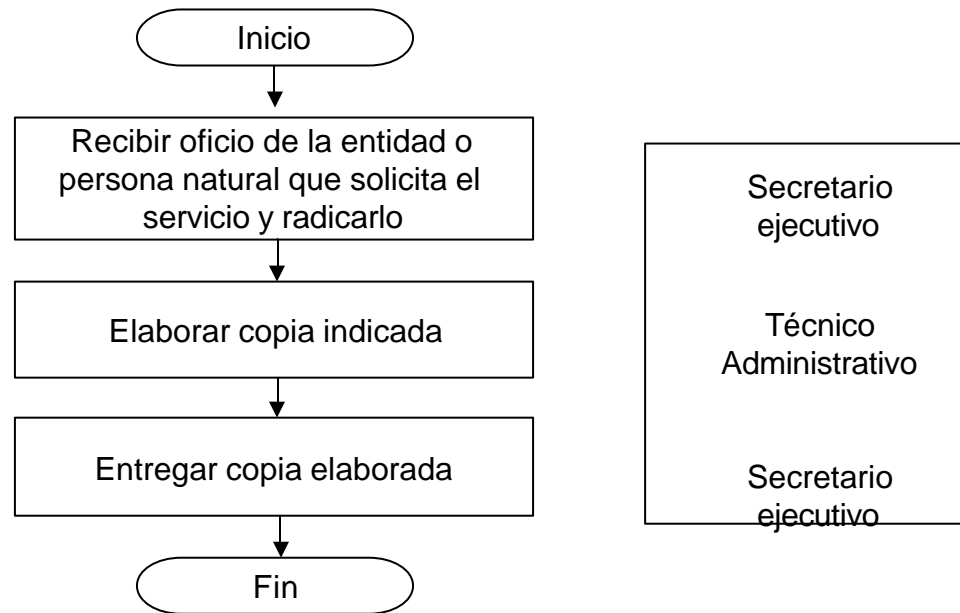 Inicio
Recibir oficio de la entidad o
persona natural que solicita el
servicio y radicarlo
Secretario
ejecutivo
Elaborar copia indicada
Técnico
Administrativo
Entregar copia elaborada
Secretario
ejecutivo
Fin